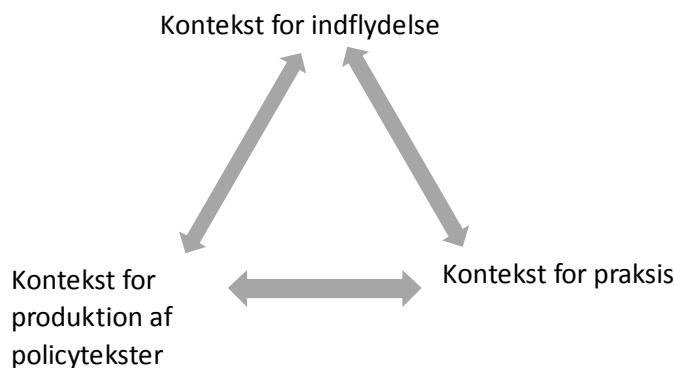 Kontekst for indflydelse
Kontekst for
produktion af
policytekster
Kontekst for praksis